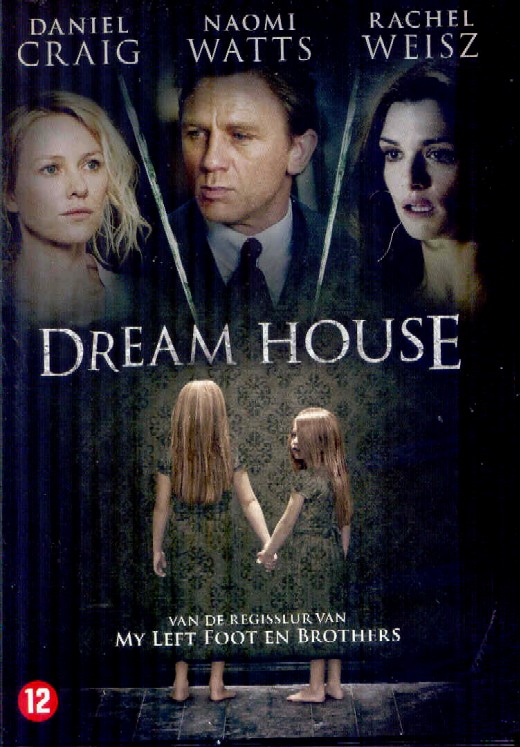 DANIEL
CRAIG
NAOMI
WATTS
RACHEL
WEISZ
DREAM HOUSE
VAN DE REGISSEUR VAN
MY LEFT FOOT EN BROTHERS
12